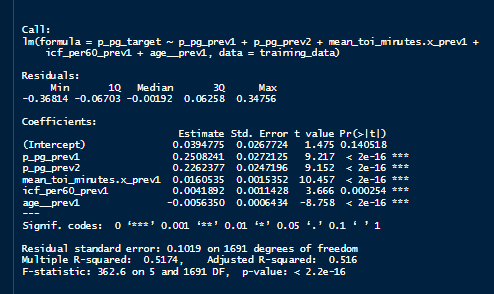 Call:
lm(formula = p_pg_target ~ p_pg_prev1 + p_pg_prev2 + mean_toi_minutes.x_prev1 +
    icf_per60_prev1 + age__prev1, data = training_data)
Residuals:
     Min       1Q   Median       3Q      Max
-0.36814 -0.06703 -0.00192  0.06258  0.34756
Coefficients:
                           Estimate Std. Error t value Pr(>|t|)
(Intercept)               0.0394775  0.0267724   1.475 0.140518
p_pg_prev1                0.2508241  0.0272125   9.217  < 2e-16 ***
p_pg_prev2                0.2262377  0.0247196   9.152  < 2e-16 ***
mean_toi_minutes.x_prev1  0.0160535  0.0015352  10.457  < 2e-16 ***
icf_per60_prev1           0.0041892  0.0011428   3.666 0.000254 ***
age__prev1               -0.0056350  0.0006434  -8.758  < 2e-16 ***
---
Signif. codes:  0 ‘***’ 0.001 ‘**’ 0.01 ‘*’ 0.05 ‘.’ 0.1 ‘ ’ 1
Residual standard error: 0.1019 on 1691 degrees of freedom
Multiple R-squared:  0.5174,	Adjusted R-squared:  0.516
F-statistic: 362.6 on 5 and 1691 DF,  p-value: < 2.2e-16